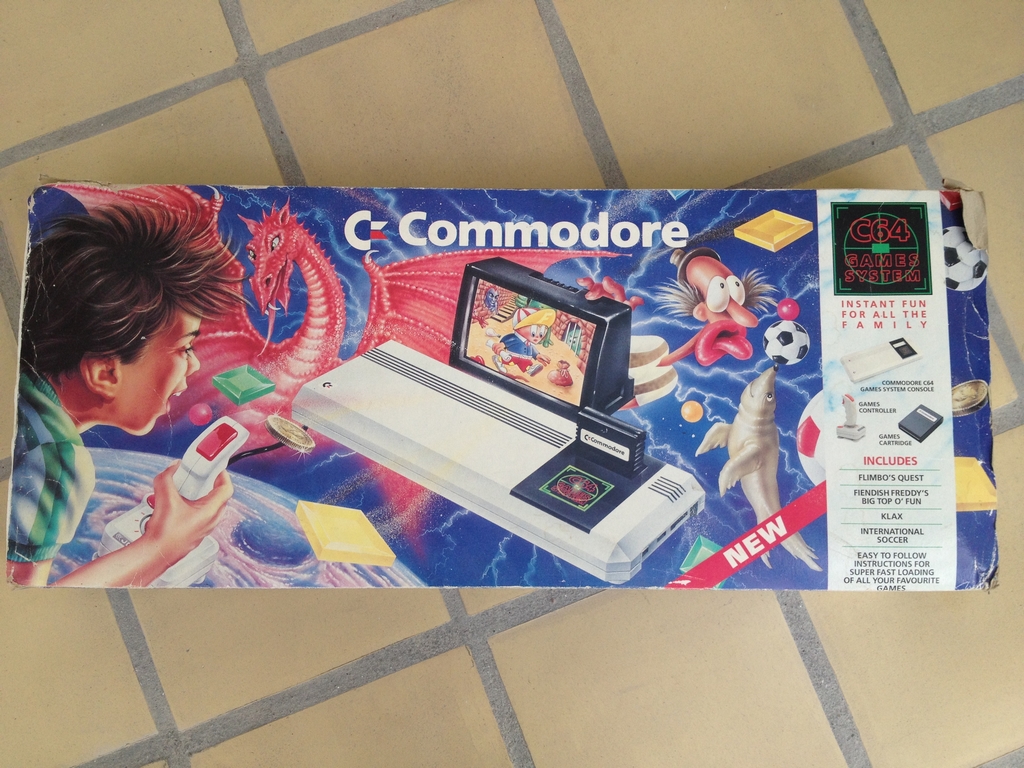 Commodore
Commodore
NEW
C64
GAMES
SYSTEM
INSTANT FUN
FOR ALL THE
FAMILY
COMMODORE C64
GAMES SYSTEM CONSOLE
GAMES
CONTROLLER
GAMES
CARTRIDGE
INCLUDES
FLIMBO'S QUEST
FIENDISH FREDDY'S
BIG TOP O' FUN
KLAX
INTERNATIONAL
SOCCER
EASY TO FOLLOW
INSTRUCTIONS FOR
SUPER FAST LOADING
OF ALL YOUR FAVOURITE
GAMES